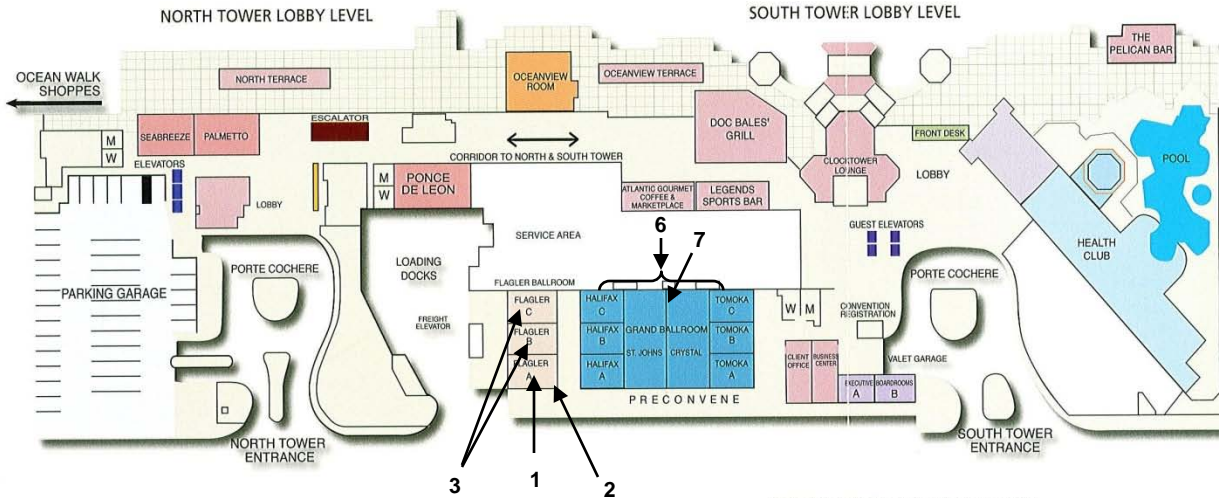 NORTH TOWER LOBBY LEVEL
SOUTH TOWER LOBBY LEVEL
THE
PELICAN BAR
OCEAN WALK
SHOPPES
NORTH TERRACE
OCEANVIEW
ROOM
OCEANVIEW TERRACE
SEABREEZE
PALMETTO
ESCALATOR
DOC BALES'
GRILL
FRONT DESK
M
W
ELEVATORS
CORRIDOR TO NORTH & SOUTH TOWER
CLOCKTOWER
LOUNGE
LOBBY
POOL
M
W
PONCE
DE LEON
LOBBY
ATLANTIC GOURMET
COFFEE &
MARKETPLACE
LEGENDS
SPORTS BAR
SERVICE AREA
6
7
GUEST ELEVATORS
HEALTH
CLUB
PORTE COCHERE
LOADING
DOCKS
PORTE COCHERE
PARKING GARAGE
FLAGLER BALLROOM
FLAGLER
C
HALIFAX
C
TOMOKA
C
W
M
CONVENTION
REGISTRATION
FREIGHT
ELEVATOR
FLAGLER
B
HALIFAX
B
GRAND BALLROOM
TOMOKA
B
ST. JOHNS
CRYSTAL
FLAGLER
A
HALIFAX
A
TOMOKA
A
CLIENT
OFFICE
BUSINESS
CENTER
VALET GARAGE
EXECUTIVE
A
BOARDROOMS
B
PRECONVENE
NORTH TOWER
ENTRANCE
SOUTH TOWER
ENTRANCE
3
1
2